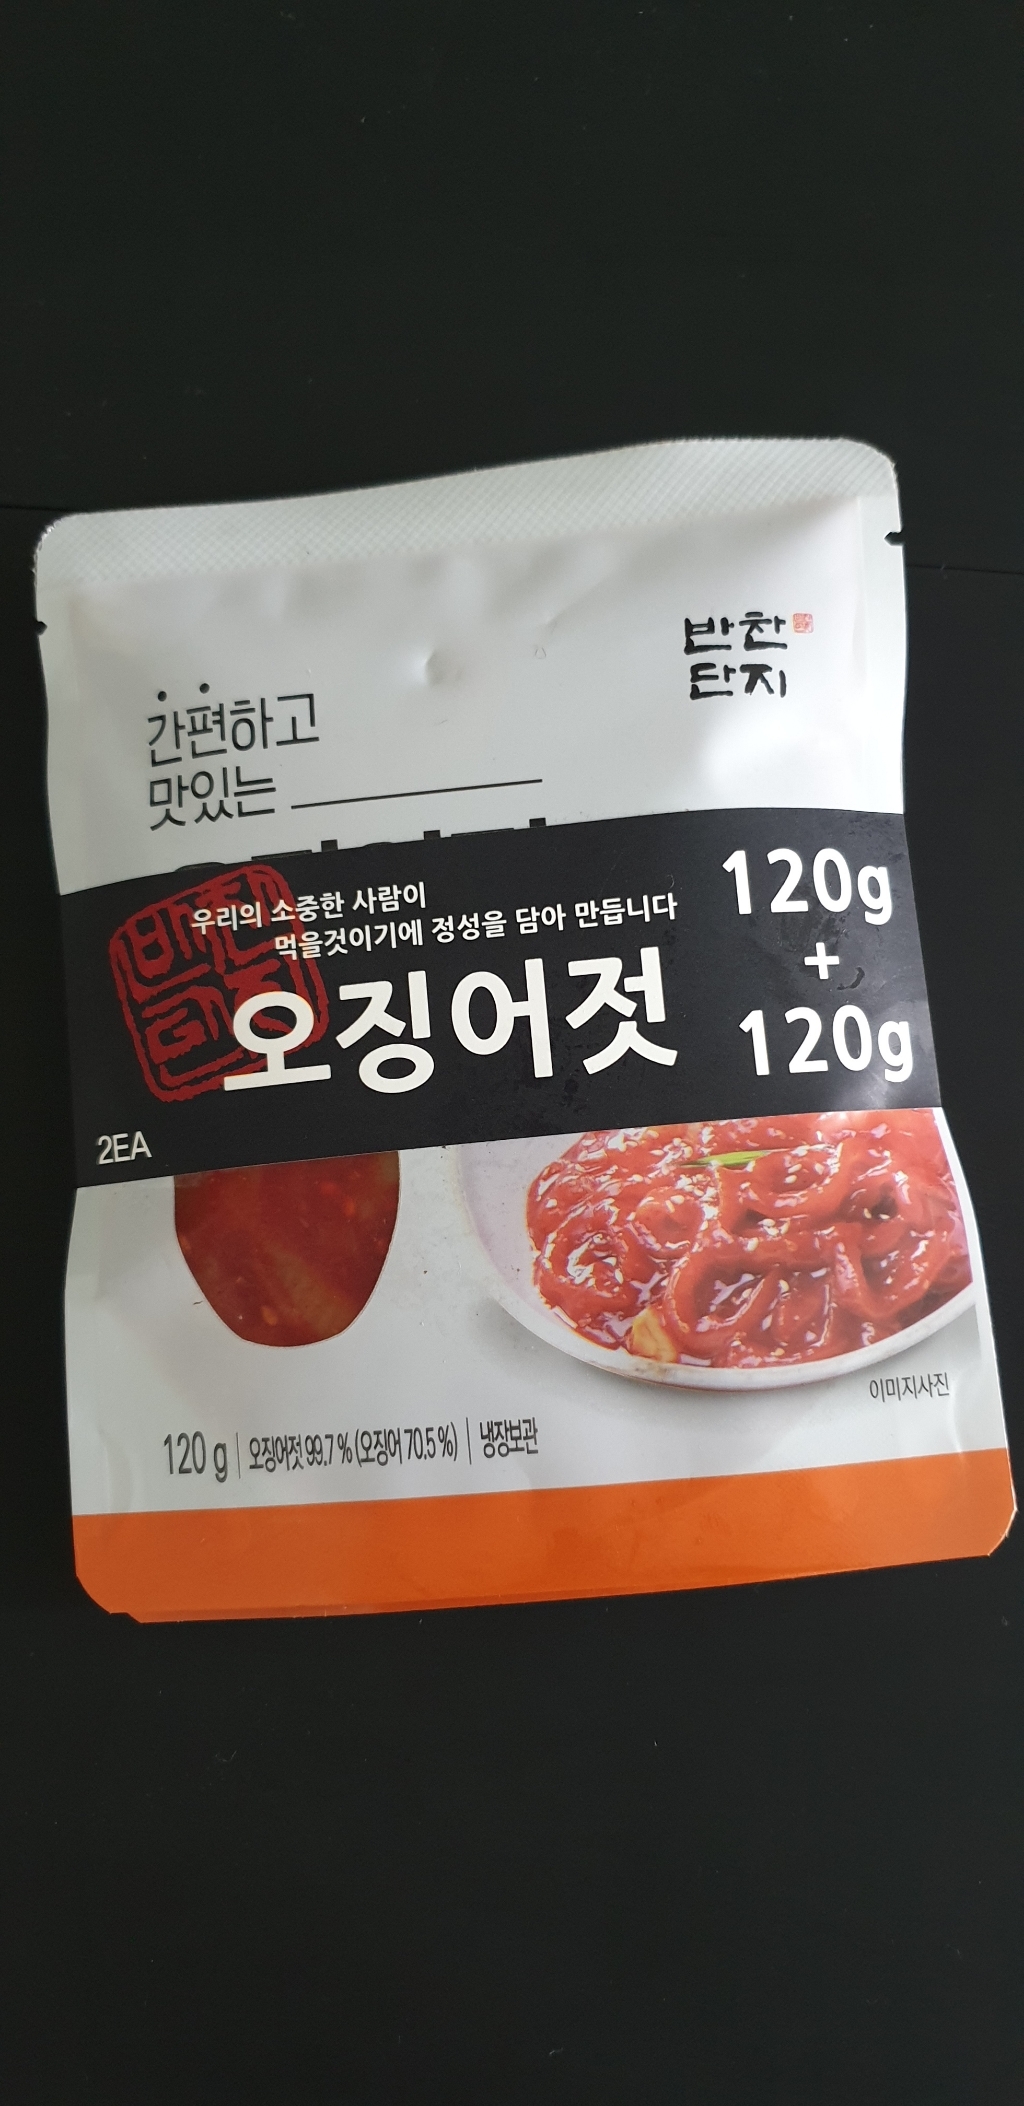 반찬
단지
간편하고
맛있는
우리의 소중한 사람이
먹을것이기에 정성을 담아 만듭니다
오징어젓
120g
+
120g
2EA
이미지사진
120 g | 오징어젓 99.7 % (오징어 70.5 %) | 냉장보관